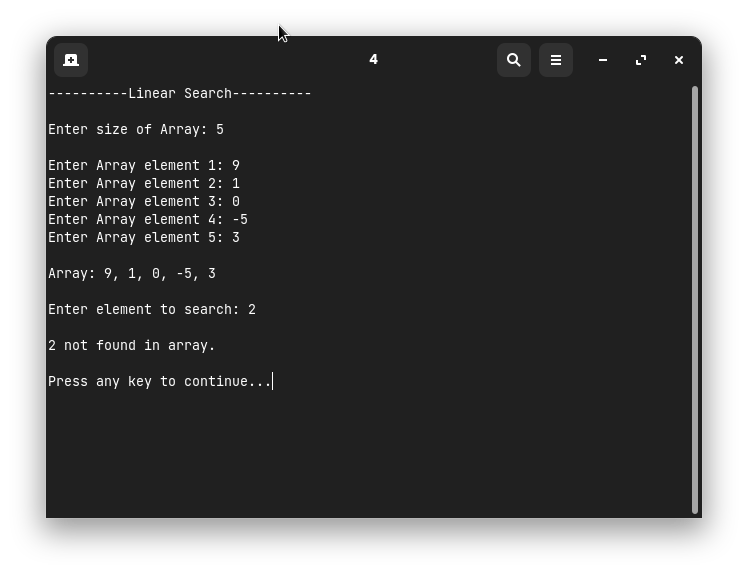 4
----------Linear Search----------
Enter size of Array: 5
Enter Array element 1: 9
Enter Array element 2: 1
Enter Array element 3: 0
Enter Array element 4: -5
Enter Array element 5: 3
Array: 9, 1, 0, -5, 3
Enter element to search: 2
2 not found in array.
Press any key to continue...